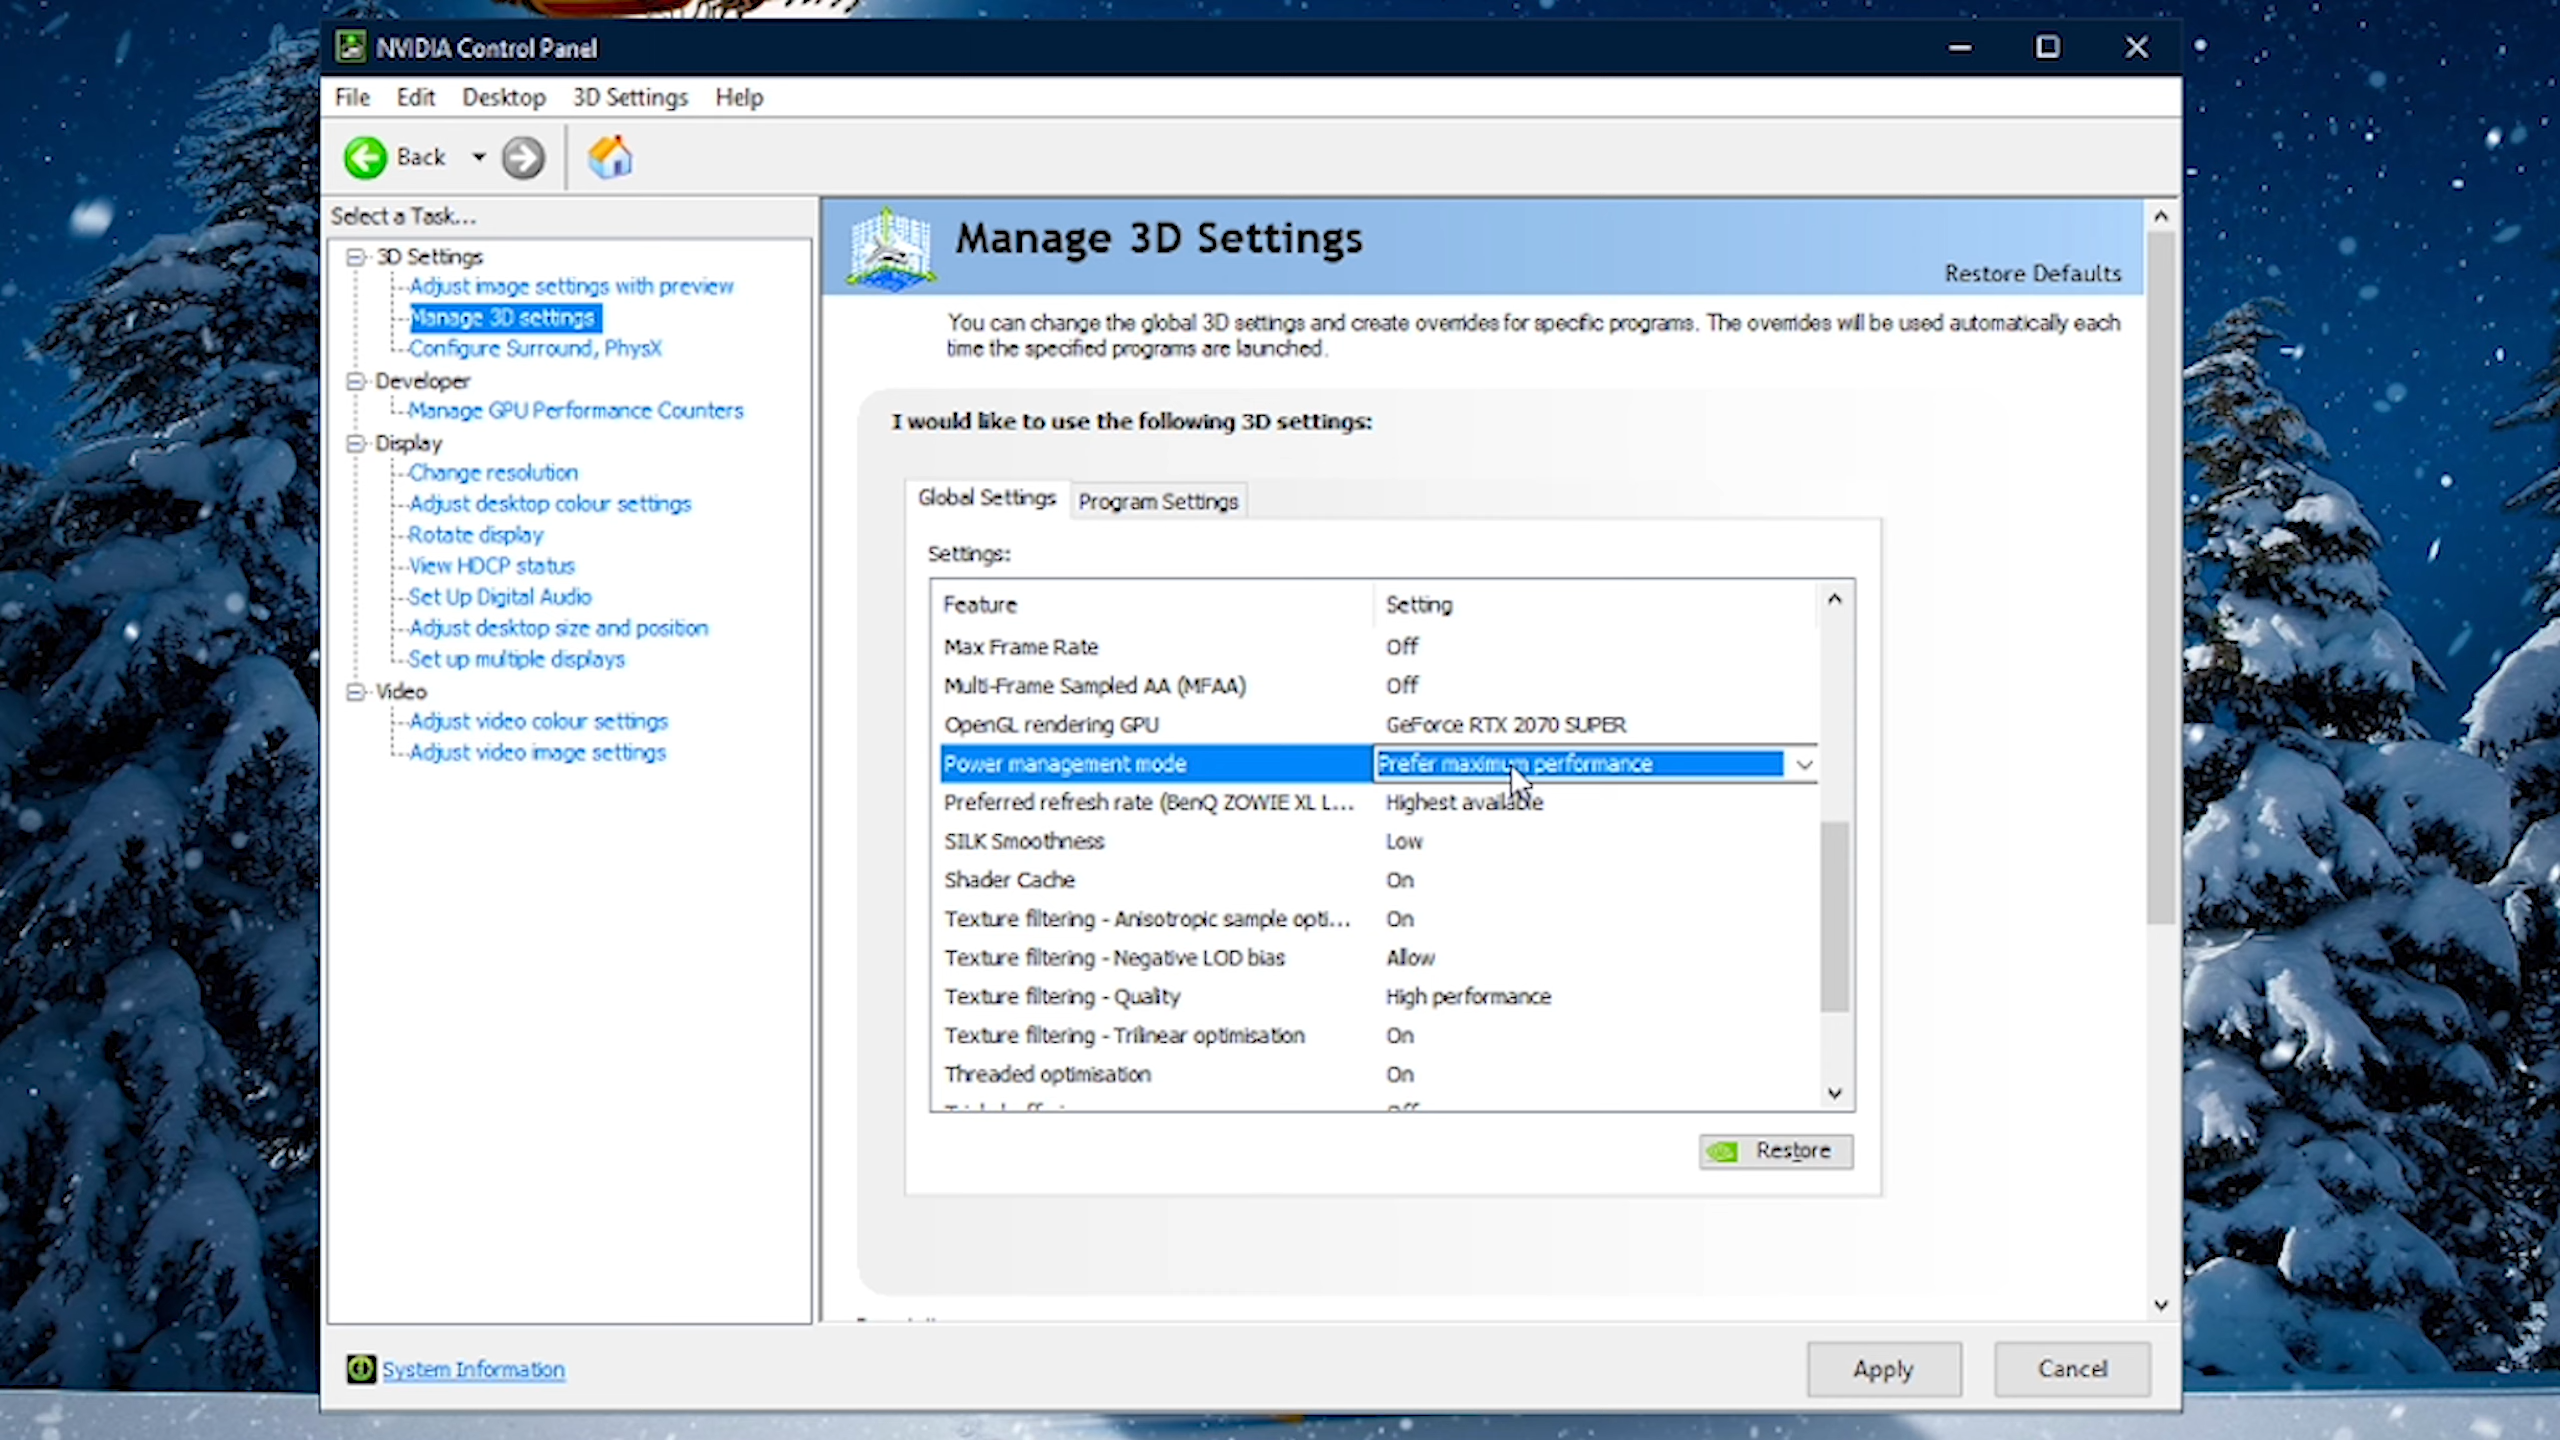 NVIDIA Control Panel
File Edit Desktop 3D Settings Help
Back
Select a Task...
3D Settings
Adjust image settings with preview
Manage 3D settings
Configure Surround, PhysX
Developer
Manage GPU Performance Counters
Display
Change resolution
Adjust desktop colour settings
Rotate display
View HDCP status
Set Up Digital Audio
Adjust desktop size and position
Set up multiple displays
Video
Adjust video colour settings
Adjust video image settings
System Information
Manage 3D Settings
Restore Defaults
You can change the global 3D settings and create overrides for specific programs. The overrides will be used automatically each
time the specified programs are launched.
I would like to use the following 3D settings:
Global Settings Program Settings
Settings:
Feature Setting
Max Frame Rate Off
Multi-Frame Sampled AA (MFAA) Off
OpenGL rendering GPU GeForce RTX 2070 SUPER
Power management mode Prefer maximum performance
Preferred refresh rate (BenQ ZOWIE XL L... Highest available
SILK Smoothness Low
Shader Cache On
Texture filtering - Anisotropic sample opti... On
Texture filtering - Negative LOD bias Allow
Texture filtering - Quality High performance
Texture filtering - Trilinear optimisation On
Threaded optimisation On
Restore
Apply Cancel